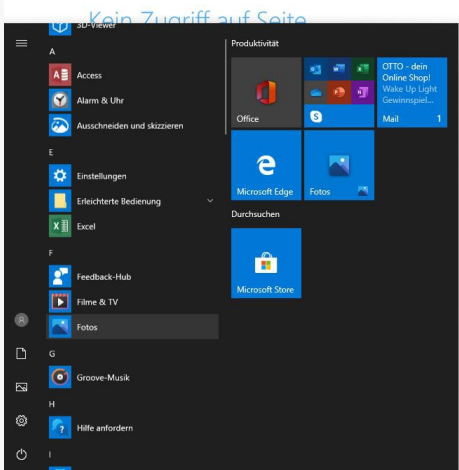 Kein Zugriff auf Seite
3D-Viewer
A
Access
Alarm & Uhr
Ausschneiden und skizzieren
E
Einstellungen
Erleichterte Bedienung
Excel
F
Feedback-Hub
Filme & TV
Fotos
G
Groove-Musik
H
Hilfe anfordern
I
Produktivität
Office
OTTO - dein
Online Shop!
Wake Up Light
Gewinnspiel...
Mail 1
Microsoft Edge
Fotos
Durchsuchen
Microsoft Store